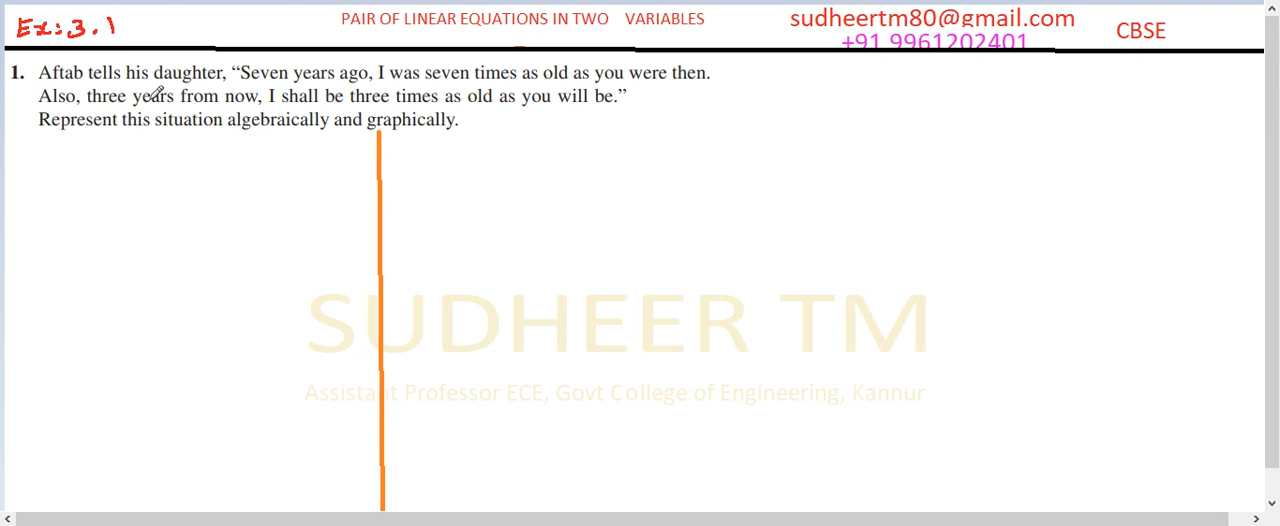 Ex: 3.1
PAIR OF LINEAR EQUATIONS IN TWO VARIABLES
sudheertm80@gmail.com
+91 9961202401
CBSE
1. Aftab tells his daughter, “Seven years ago, I was seven times as old as you were then.
Also, three years from now, I shall be three times as old as you will be.”
Represent this situation algebraically and graphically.
SUDHEER TM
Assistant Professor ECE, Govt College of Engineering, Kannur